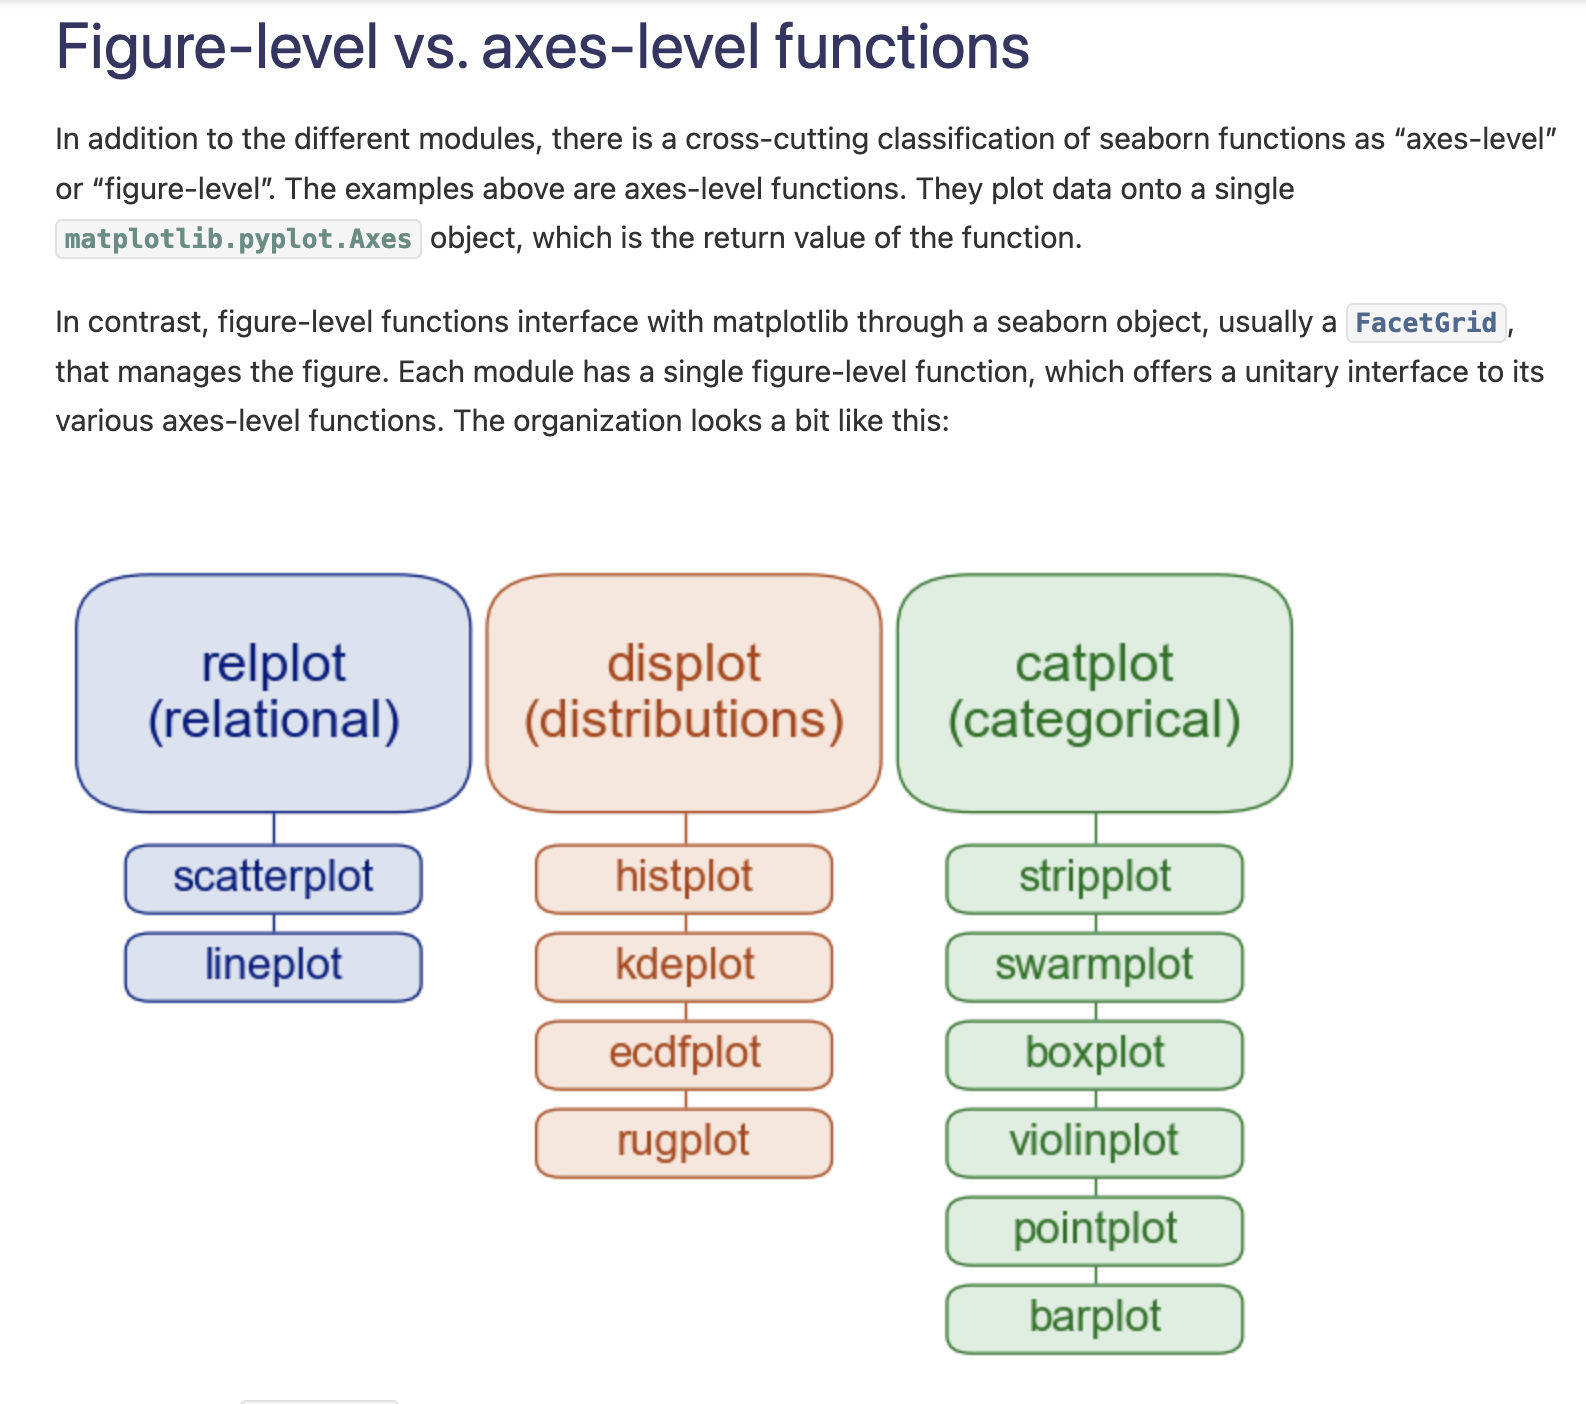 Figure-level vs. axes-level functions
In addition to the different modules, there is a cross-cutting classification of seaborn functions as “axes-level”
or “figure-level”. The examples above are axes-level functions. They plot data onto a single
matplotlib.pyplot.Axes object, which is the return value of the function.
In contrast, figure-level functions interface with matplotlib through a seaborn object, usually a FacetGrid,
that manages the figure. Each module has a single figure-level function, which offers a unitary interface to its
various axes-level functions. The organization looks a bit like this:
relplot
(relational)
scatterplot
lineplot
displot
(distributions)
histplot
kdeplot
ecdfplot
rugplot
catplot
(categorical)
stripplot
swarmplot
boxplot
violinplot
pointplot
barplot